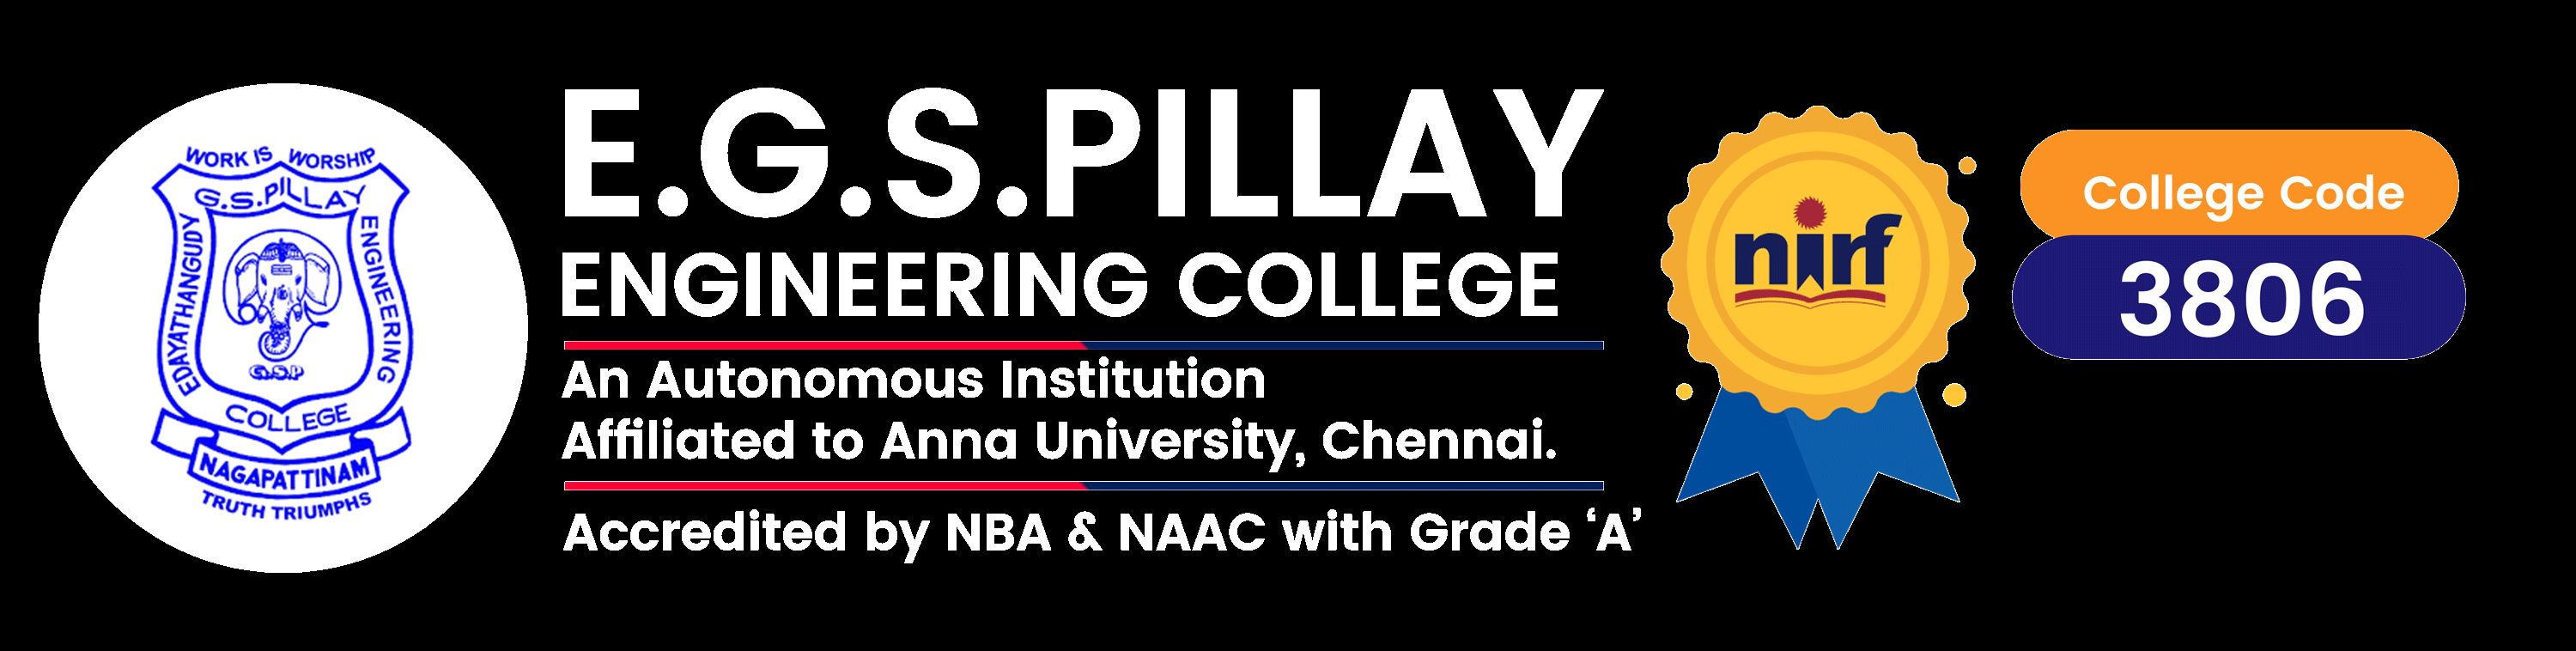 WORK IS WORSHIP
G.S.PILLAY
EDAYATHANGUDY
ENGINEERING
G.S.P
COLLEGE
NAGAPATTINAM
TRUTH TRIUMPHS
E.G.S.PILLAY
ENGINEERING COLLEGE
An Autonomous Institution
Affiliated to Anna University, Chennai.
Accredited by NBA & NAAC with Grade ‘A’
nirf
College Code
3806